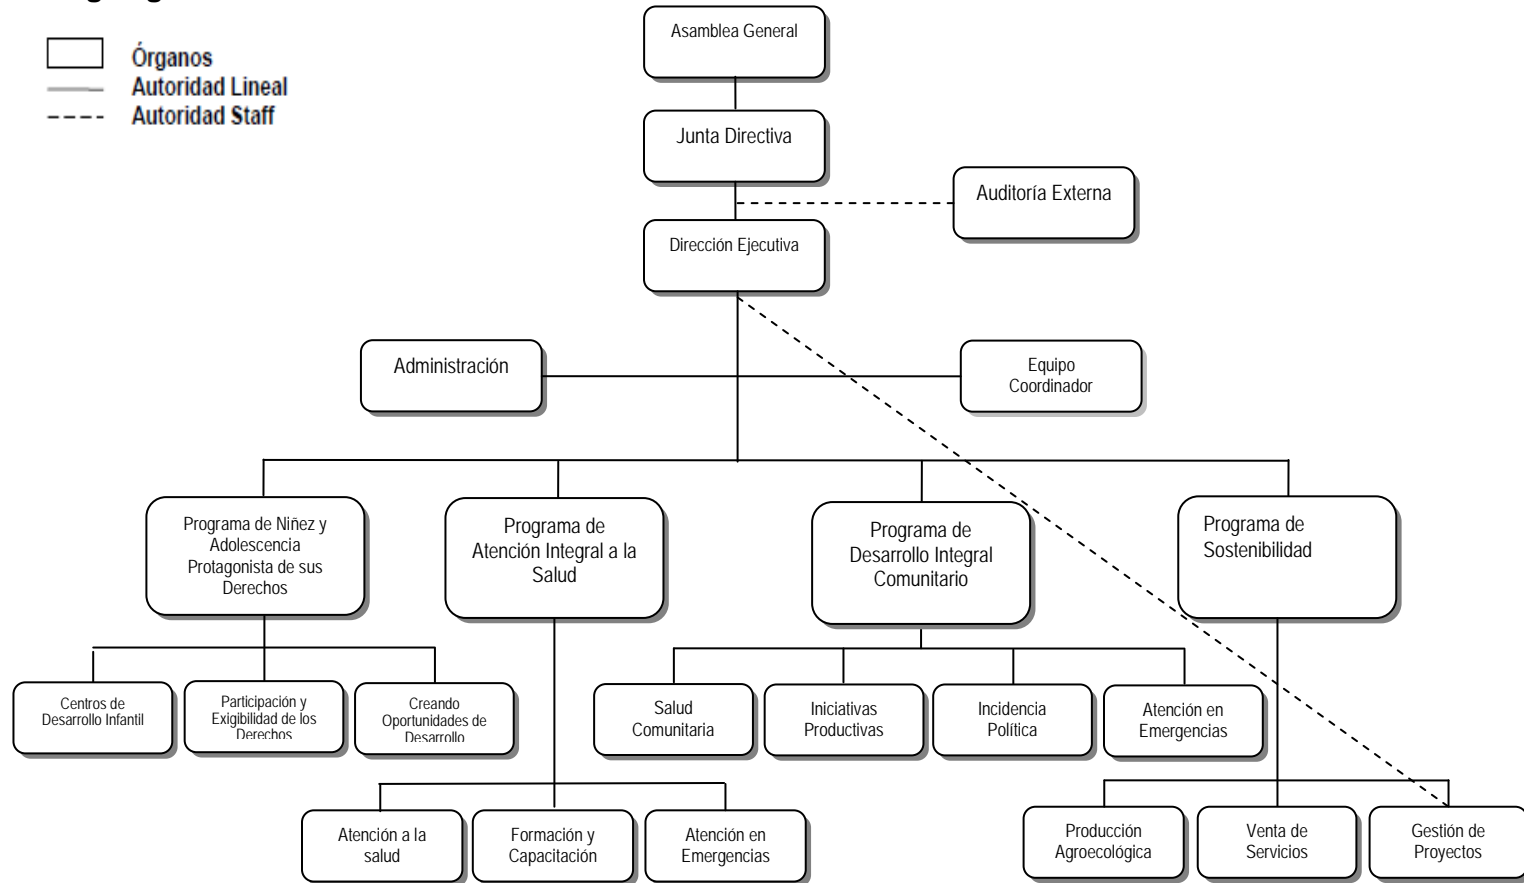 Órganos
Autoridad Lineal
Autoridad Staff
Asamblea General
Junta Directiva
Auditoría Externa
Dirección Ejecutiva
Administración
Equipo
Coordinador
Programa de Niñez y
Adolescencia
Protagonista de sus
Derechos
Programa de
Atención Integral a la
Salud
Programa de
Desarrollo Integral
Comunitario
Programa de
Sostenibilidad
Centros de
Desarrollo Infantil
Participación y
Exigibilidad de los
Derechos
Creando
Oportunidades de
Desarrollo
Salud
Comunitaria
Iniciativas
Productivas
Incidencia
Política
Atención en
Emergencias
Atención a la
salud
Formación y
Capacitación
Atención en
Emergencias
Producción
Agroecológica
Venta de
Servicios
Gestión de
Proyectos